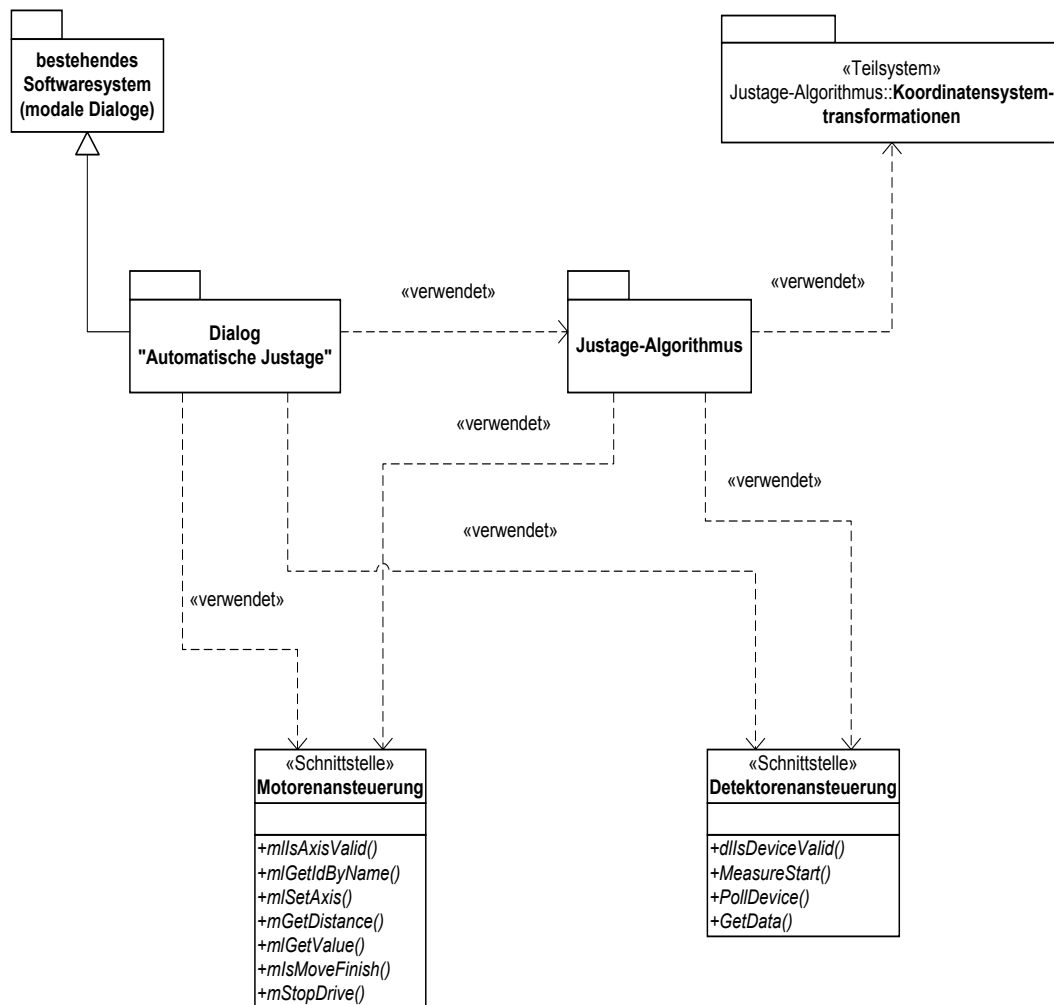 bestehendes
Softwaresystem
(modale Dialoge)
«Teilsystem»
Justage-Algorithmus::Koordinatensystem-
transformationen
«verwendet»
«verwendet»
Dialog
"Automatische Justage"
Justage-Algorithmus
«verwendet»
«verwendet»
«verwendet»
«verwendet»
«Schnittstelle»
Motorenansteuerung
+mlIsAxisValid()
+mlGetIdByName()
+mlSetAxis()
+mGetDistance()
+mlGetValue()
+mIsMoveFinish()
+mStopDrive()
«Schnittstelle»
Detektorenansteuerung
+dlIsDeviceValid()
+MeasureStart()
+PollDevice()
+GetData()